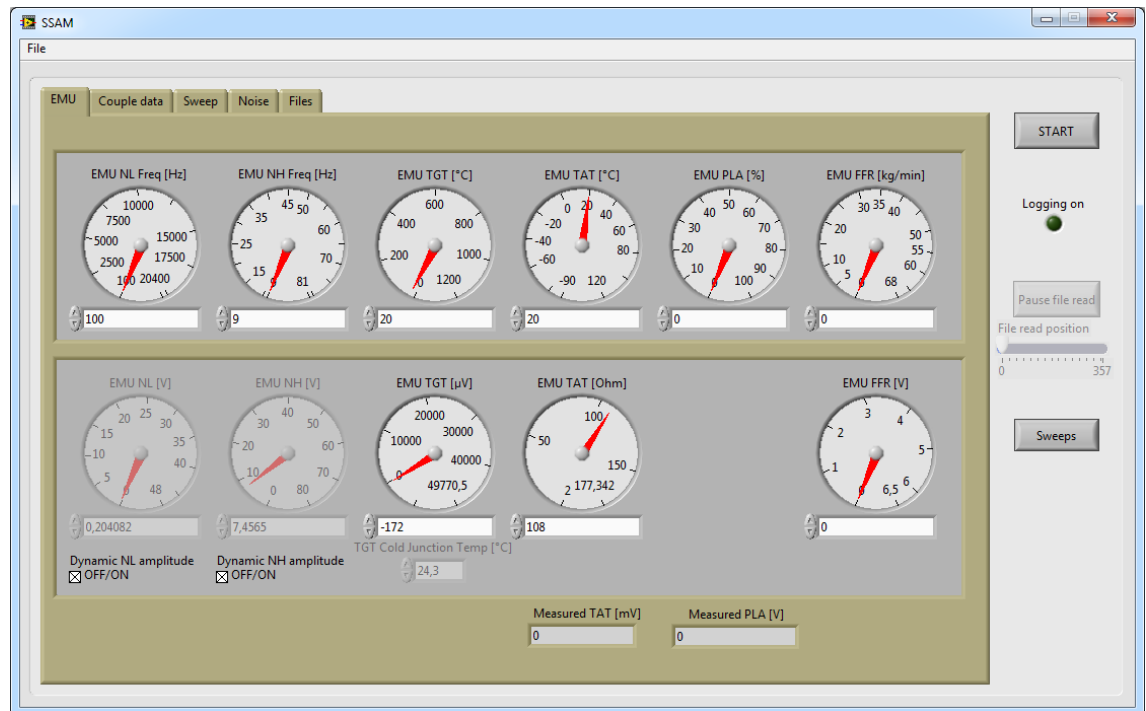 SSAM
File
EMU Couple data Sweep Noise Files
START
EMU NL Freq [Hz] EMU NH Freq [Hz] EMU TGT [°C] EMU TAT [°C] EMU PLA [%] EMU FFR [kg/min]
100 2500 5000 7500 10000 15000 17500 20400
9 15 25 35 45 50 60 70 81
0 200 400 600 800 1000 1200
-90 -60 -40 -20 0 20 40 60 80 120
0 10 20 30 40 50 60 70 80 90 100
0 5 10 20 30 35 40 50 55 60 68
100 9 20 20 0 0
Logging on
Pause file read
File read position
0 357
EMU NL [V] EMU NH [V] EMU TGT [µV] EMU TAT [Ohm] EMU FFR [V]
0 5 10 15 20 25 30 35 40 48
0 10 20 30 40 50 60 70 80
0 10000 20000 30000 40000 49770,5
2 50 100 150 177,342
0 1 2 3 4 5 6 6,5
0,204082 7,4565 -172 108 0
Sweeps
Dynamic NL amplitude Dynamic NH amplitude TGT Cold Junction Temp [°C]
OFF/ON OFF/ON 24,3
Measured TAT [mV] Measured PLA [V]
0 0